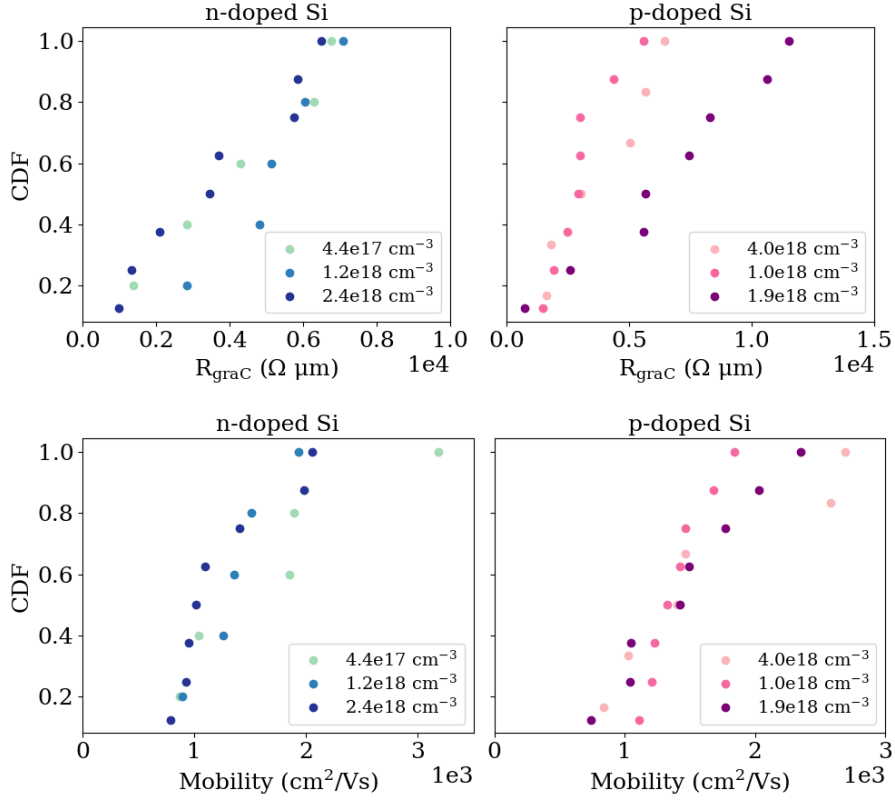 n-doped Si
p-doped Si
1.0
0.8
0.6
0.4
0.2
CDF
4.4e17 cm⁻³
1.2e18 cm⁻³
2.4e18 cm⁻³
4.0e18 cm⁻³
1.0e18 cm⁻³
1.9e18 cm⁻³
0.0 0.2 0.4 0.6 0.8 1.0
1e4
R_graC (Ω μm)
0.0 0.5 1.0 1.5
1e4
R_graC (Ω μm)
n-doped Si
p-doped Si
1.0
0.8
0.6
0.4
0.2
CDF
4.4e17 cm⁻³
1.2e18 cm⁻³
2.4e18 cm⁻³
4.0e18 cm⁻³
1.0e18 cm⁻³
1.9e18 cm⁻³
0 1 2 3
1e3
Mobility (cm²/Vs)
0 1 2 3
1e3
Mobility (cm²/Vs)